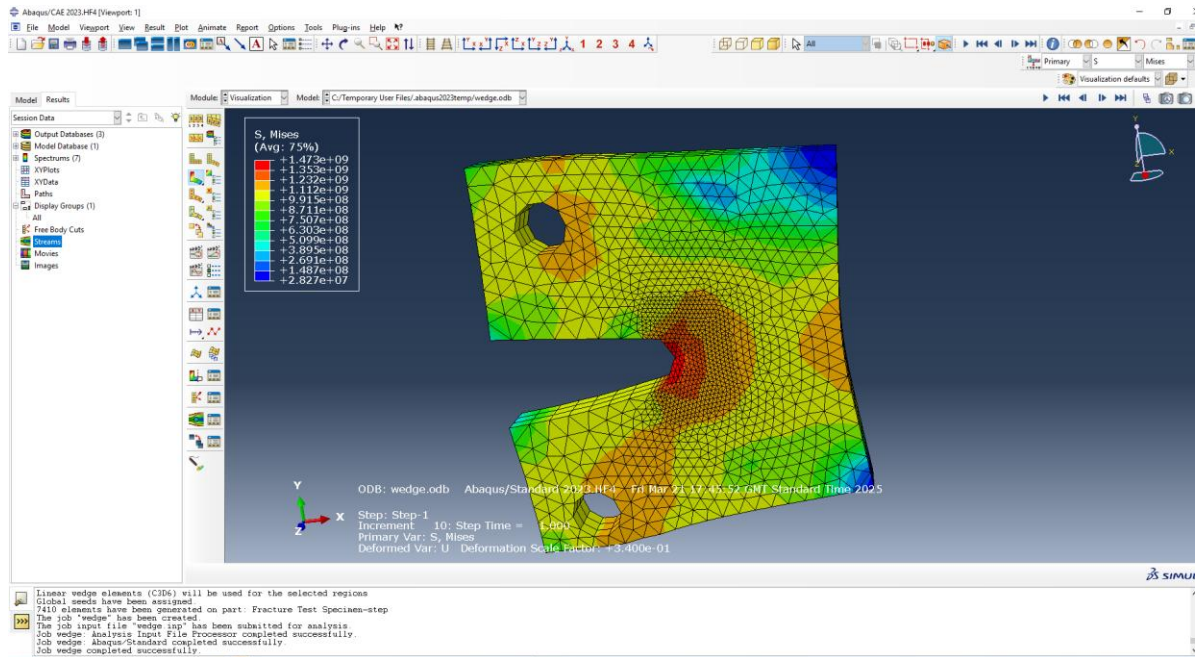 Abaqus/CAE 2023.HF4 [Viewport: 1]
File Model Viewport View Result Plot Animate Report Options Tools Plug-ins Help
1 2 3 4
All
Primary S Mises
Visualization defaults
Model Results
Module: Visualization Model: C:/Temporary User Files/.abaqus2023temp/wedge.odb
Session Data
Output Databases (3)
Model Database (1)
Spectrums (7)
XYPlots
XYData
Paths
Display Groups (1)
All
Free Body Cuts
Streams
Movies
Images
S, Mises
(Avg: 75%)
+1.473e+09
+1.353e+09
+1.232e+09
+1.112e+09
+9.915e+08
+8.711e+08
+7.507e+08
+6.303e+08
+5.099e+08
+3.895e+08
+2.691e+08
+1.487e+08
+2.827e+07
Y
X
Z
Y
X
Z
ODB: wedge.odb Abaqus/Standard 2023.HF4 Fri Mar 21 17:45:52 GMT Standard Time 2025
Step: Step-1
Increment 10: Step Time = 1.000
Primary Var: S, Mises
Deformed Var: U Deformation Scale Factor: +3.400e-01
SIMUL
Linear wedge elements (C3D6) will be used for the selected regions
Global seeds have been assigned.
7410 elements have been generated on part: Fracture Test Specimen-step
The job "wedge" has been created.
The job input file "wedge.inp" has been submitted for analysis.
Job wedge: Analysis Input File Processor completed successfully.
Job wedge: Abaqus/Standard completed successfully.
Job wedge completed successfully.